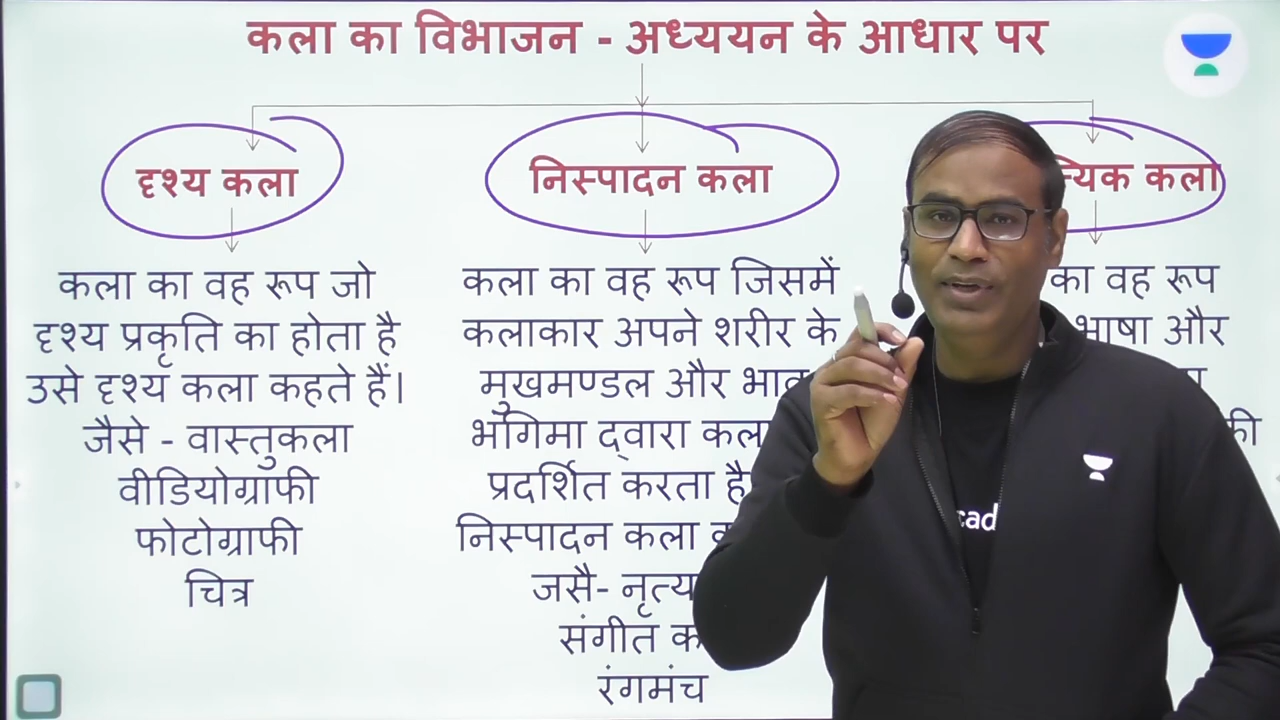 कला का विभाजन - अध्ययन के आधार पर
दृश्य कला
निस्पादन कला
कला
कला का वह रूप जो
दृश्य प्रकृति का होता है
उसे दृश्य कला कहते हैं।
जैसे - वास्तुकला
वीडियोग्राफी
फोटोग्राफी
चित्र
कला का वह रूप जिसमें
कलाकार अपने शरीर के
मुखमण्डल और
भंगिमा द्वारा
प्रदर्शित करता है
निस्पादन कला
जसै- नृत्य
संगीत
रंगमंच
का वह रूप
भाषा और
की